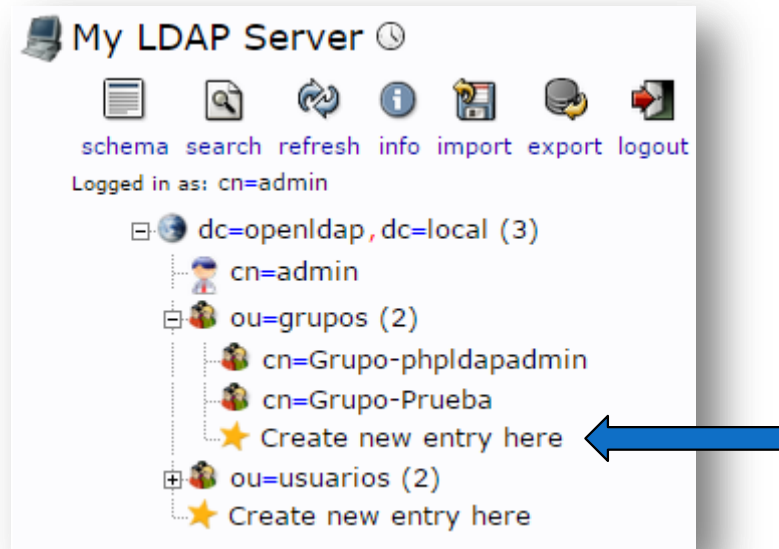 My LDAP Server
schema search refresh info import export logout
Logged in as: cn=admin
dc=openldap,dc=local (3)
cn=admin
ou=grupos (2)
cn=Grupo-phpldapadmin
cn=Grupo-Prueba
Create new entry here
ou=usuarios (2)
Create new entry here